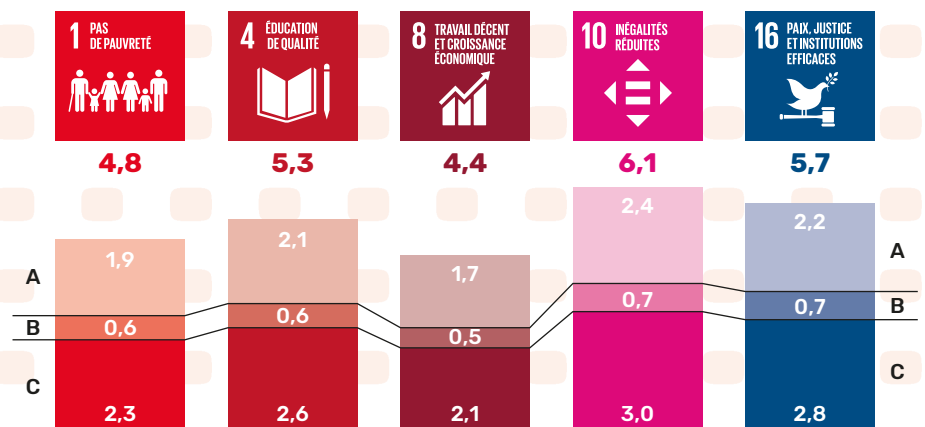 1 PAS
DE PAUVRETÉ
4 ÉDUCATION
DE QUALITÉ
8 TRAVAIL DÉCENT
ET CROISSANCE
ÉCONOMIQUE
10 INÉGALITÉS
RÉDUITES
16 PAIX, JUSTICE
ET INSTITUTIONS
EFFICACES
4,8
5,3
4,4
6,1
5,7
A
1,9
2,1
1,7
2,4
2,2
A
B
0,6
0,6
0,5
0,7
0,7
B
C
2,3
2,6
2,1
3,0
2,8
C